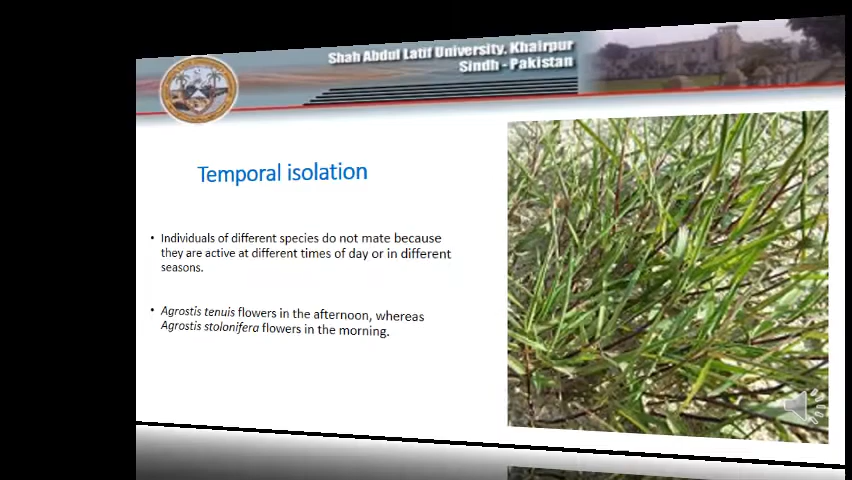 Shah Abdul Latif University, Khairpur
Sindh - Pakistan
Temporal isolation
• Individuals of different species do not mate because
they are active at different times of day or in different
seasons.
• Agrostis tenuis flowers in the afternoon, whereas
Agrostis stolonifera flowers in the morning.